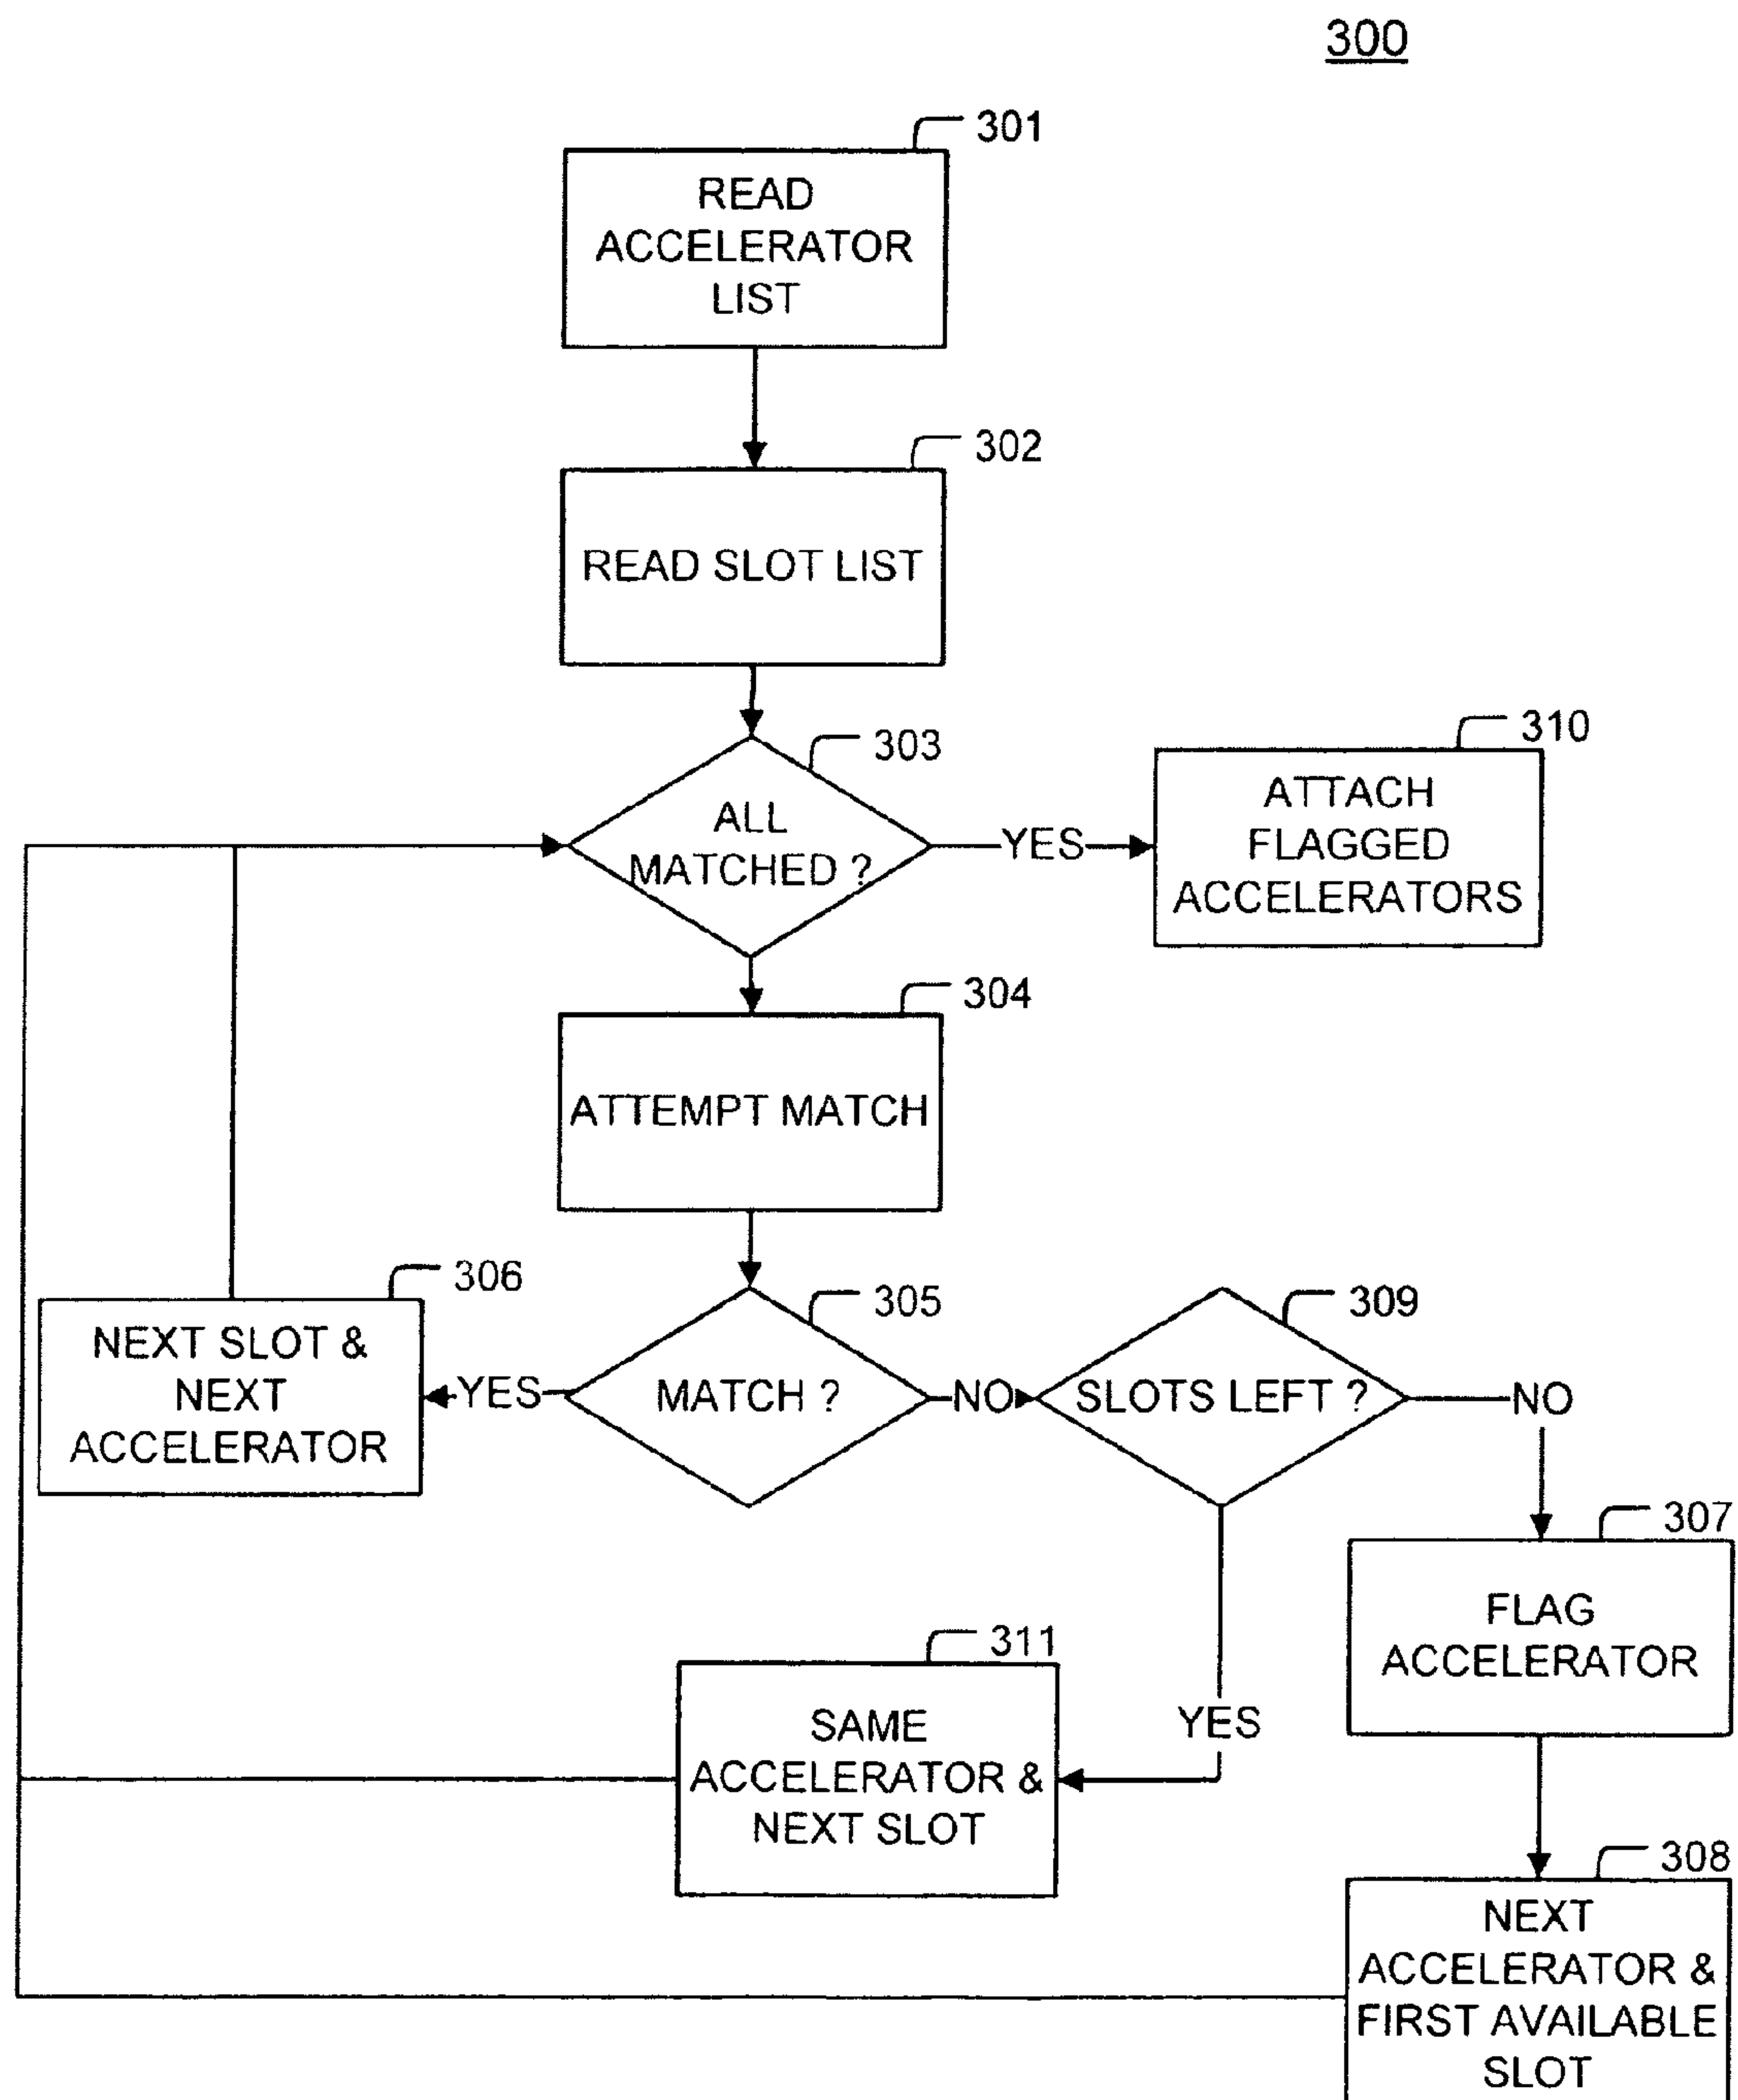 300
301
READ
ACCELERATOR
LIST
302
READ SLOT LIST
303
ALL
MATCHED ?
YES
310
ATTACH
FLAGGED
ACCELERATORS
304
ATTEMPT MATCH
306
NEXT SLOT &
NEXT
ACCELERATOR
YES
305
MATCH ?
NO
309
SLOTS LEFT ?
NO
307
FLAG
ACCELERATOR
YES
311
SAME
ACCELERATOR &
NEXT SLOT
308
NEXT
ACCELERATOR &
FIRST AVAILABLE
SLOT